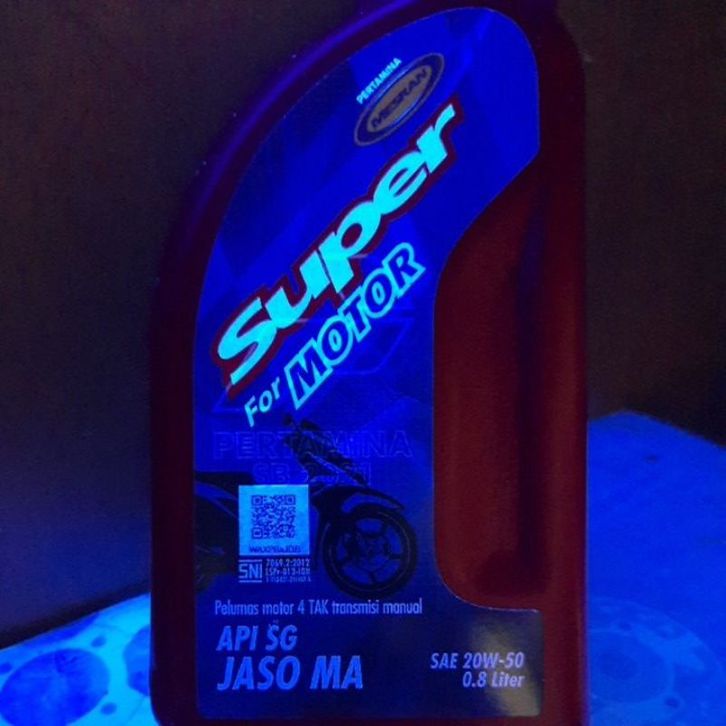 PERTAMINA
MESRAN
Super
For MOTOR
PERTAMINA
SNI
Pelumas motor 4 TAK transmisi manual
API SG
JASO MA
SAE 20W-50
0.8 Liter